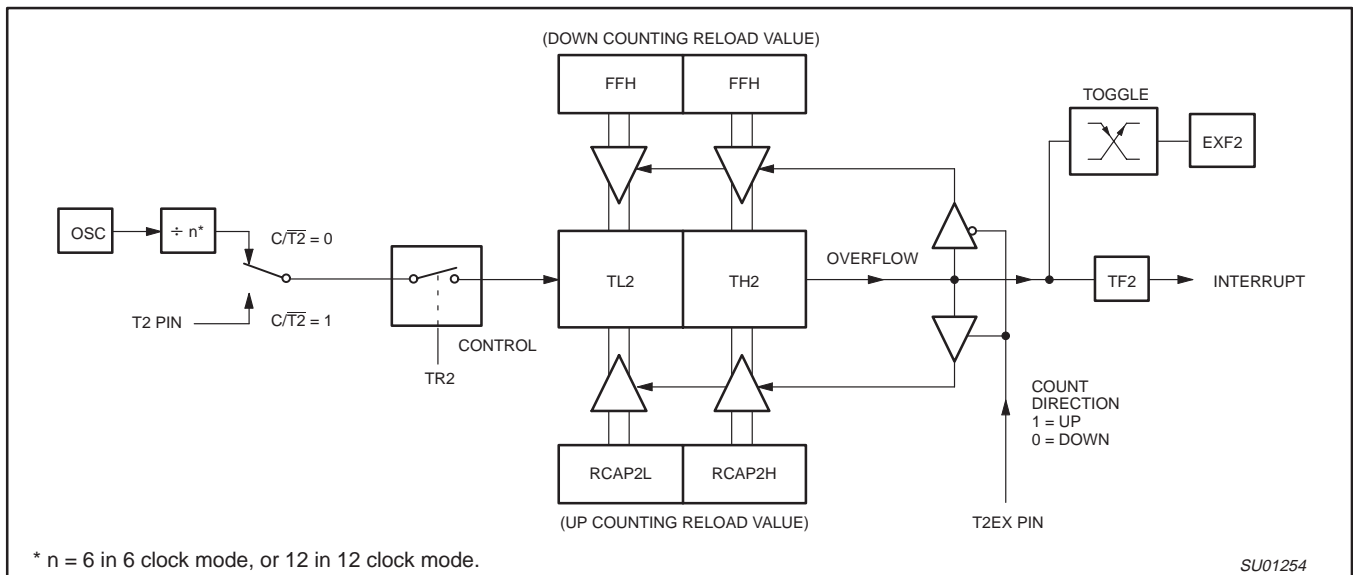 (DOWN COUNTING RELOAD VALUE)
FFH FFH
TOGGLE
EXF2
OSC ÷ n* C/T̅2̅ = 0
TL2 TH2 OVERFLOW
TF2 INTERRUPT
T2 PIN C/T̅2̅ = 1
CONTROL
TR2
COUNT
DIRECTION
1 = UP
0 = DOWN
RCAP2L RCAP2H
(UP COUNTING RELOAD VALUE)
T2EX PIN
* n = 6 in 6 clock mode, or 12 in 12 clock mode.
SU01254